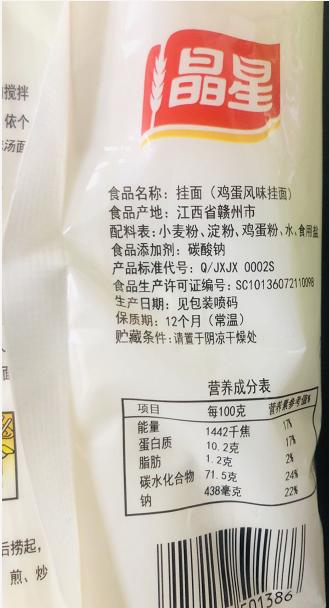 晶星
搅拌
依个
汤面
食品名称：挂面（鸡蛋风味挂面）
食品产地：江西省赣州市
配料表：小麦粉、淀粉、鸡蛋粉、水、食用盐
食品添加剂：碳酸钠
产品标准代号：Q/JXJX 0002S
食品生产许可证编号：SC10136072110098
生产日期：见包装喷码
保质期：12个月（常温）
贮藏条件：请置于阴凉干燥处
营养成分表
项目 每100克 营养素参考值%
能量 1442千焦 17%
蛋白质 10.2克 17%
脂肪 1.2克 2%
碳水化合物 71.5克 24%
钠 438毫克 22%
后捞起，
煎、炒
01386